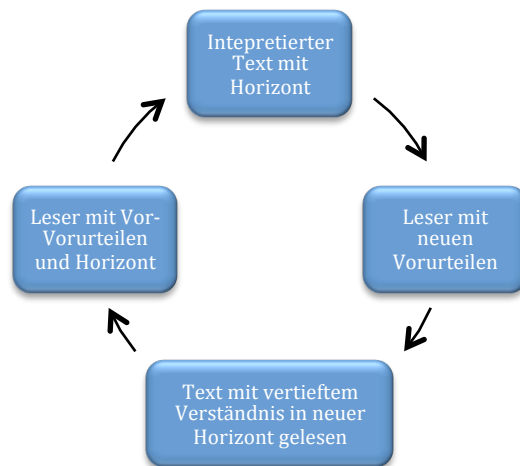 Intepretierter
Text mit
Horizont
Leser mit
neuen
Vorurteilen
Text mit vertieftem
Verständnis in neuer
Horizont gelesen
Leser mit Vor-
Vorurteilen
und Horizont